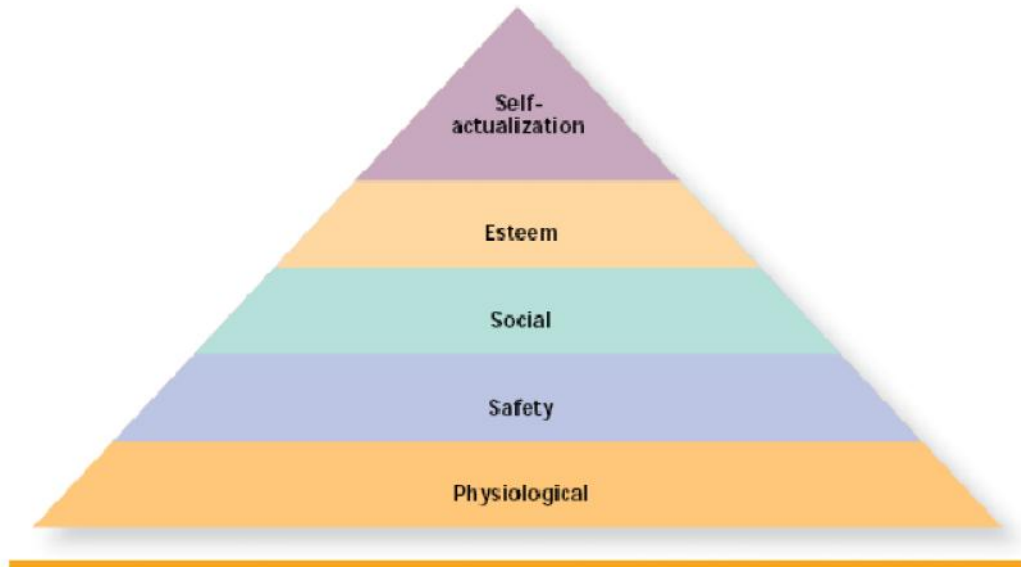 Self-
actualization
Esteem
Social
Safety
Physiological